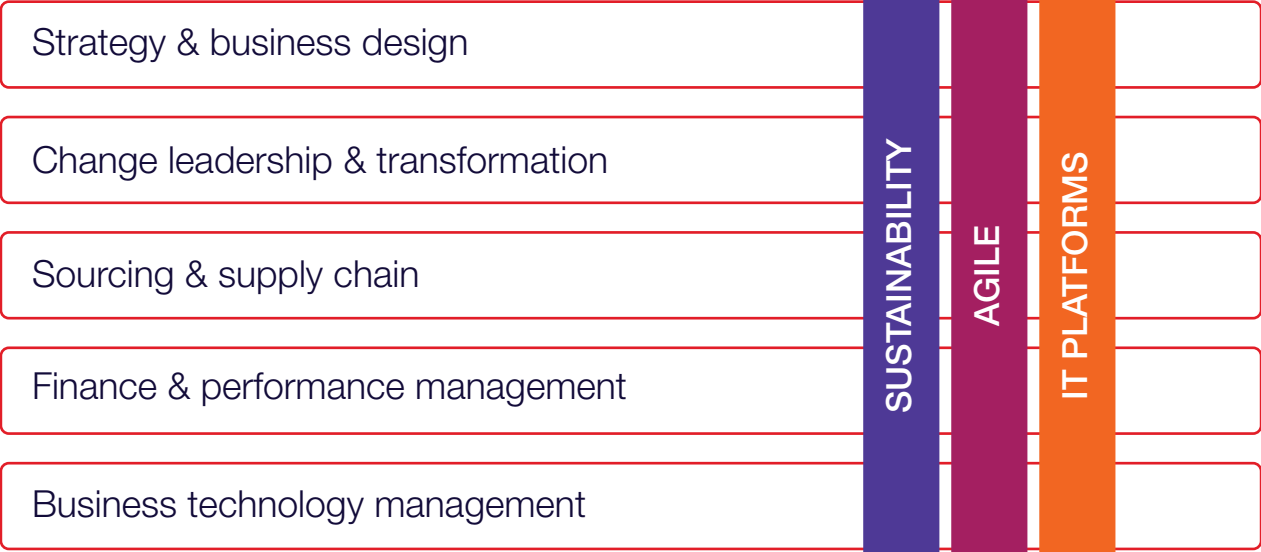 Strategy & business design
Change leadership & transformation
Sourcing & supply chain
Finance & performance management
Business technology management
SUSTAINABILITY
AGILE
IT PLATFORMS